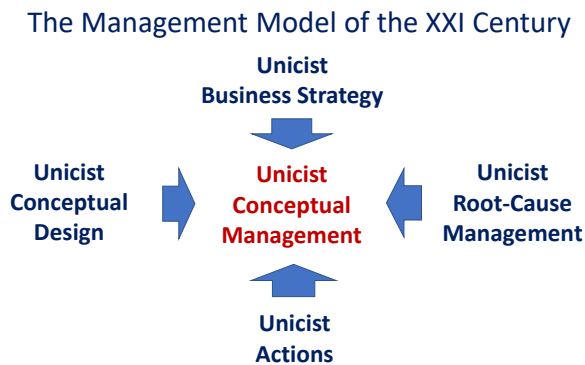 The Management Model of the XXI Century
Unicist
Business Strategy
Unicist
Conceptual
Design
Unicist
Conceptual
Management
Unicist
Root-Cause
Management
Unicist
Actions